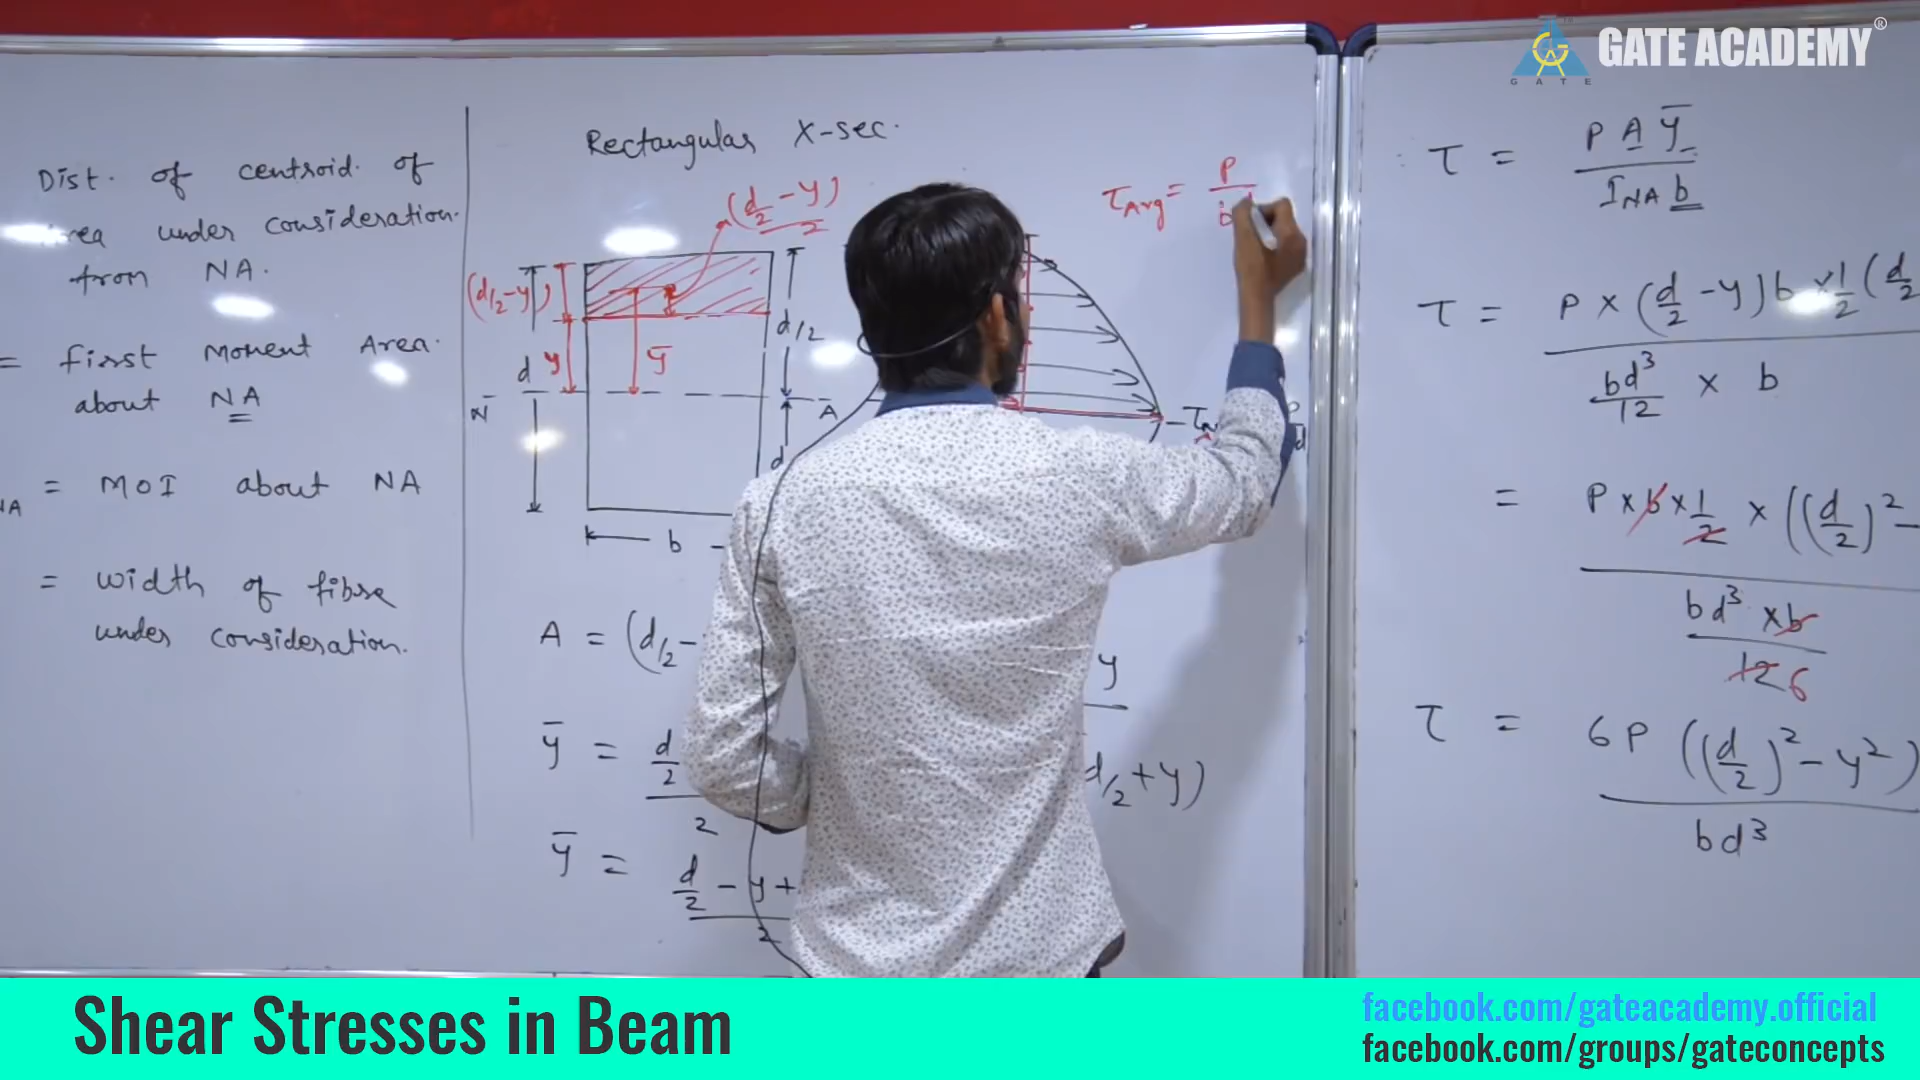 GATE ACADEMY®
GATE
Dist. of centroid of
area under consideration.
from NA.
= first Moment Area.
about NA
NA = MOI about NA
= width of fibre
under consideration.
Rectangular X-sec.
(d/2 - y)
2
(d/2-y)
y
d
ȳ
d/2
N
A
d
b
A = (d/2-
y
ȳ = d/2
2
d/2 + y)
ȳ = d/2 - y +
2
τAvg = P
b
τ = P A ȳ / INA b
τ = P × (d/2 - y) b × 1/2 (d/2
bd³/12 × b
= P × b × 1/2 × ((d/2)² -
bd³ × b
12 6
τ = 6P ((d/2)² - y²)
bd³
Shear Stresses in Beam
facebook.com/gateacademy.official
facebook.com/groups/gateconcepts